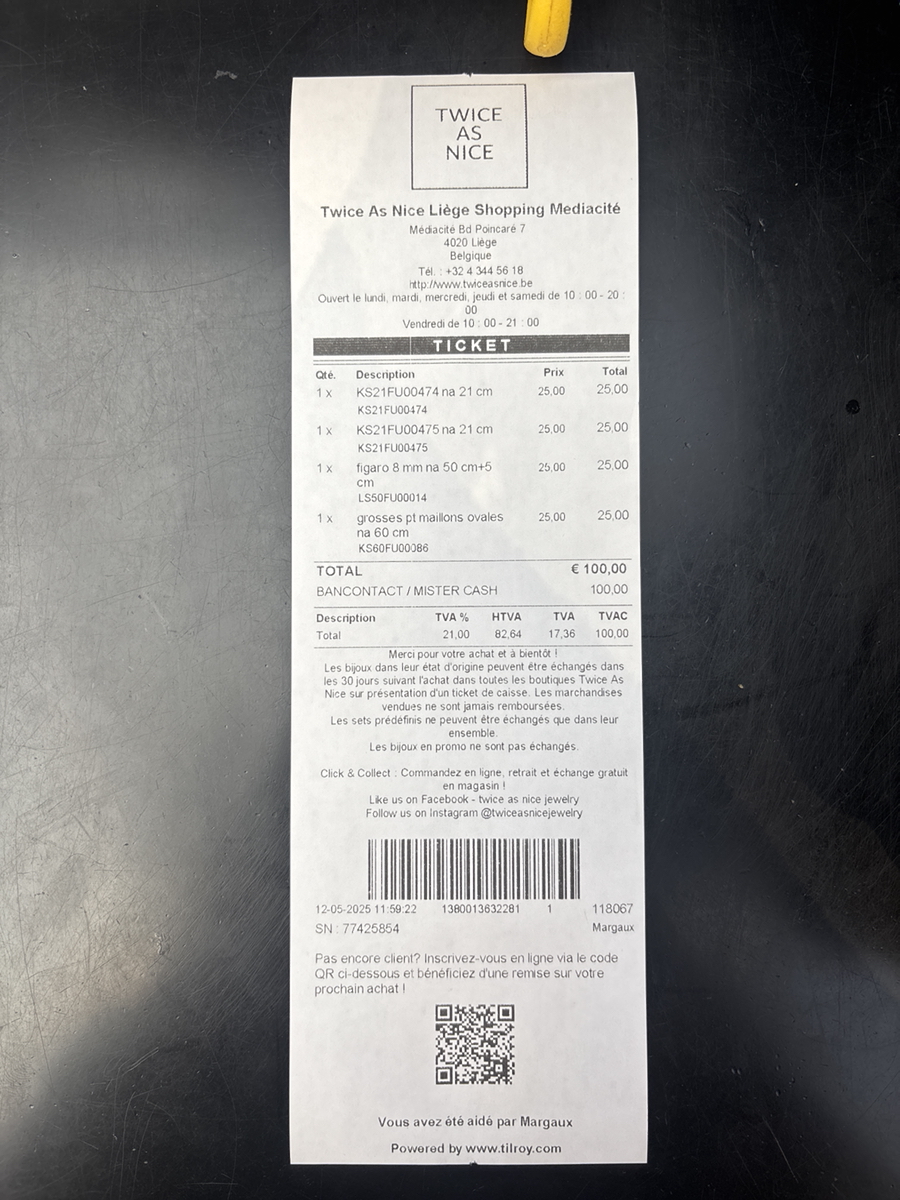 TWICE
AS
NICE
Twice As Nice Liège Shopping Mediacité
Médiacité Bd Poincaré 7
4020 Liège
Belgique
Tél. : +32 4 344 56 18
http://www.twiceasnice.be
Ouvert le lundi, mardi, mercredi, jeudi et samedi de 10 : 00 - 20 :
00
Vendredi de 10 : 00 - 21 : 00
TICKET
Qté. Description Prix Total
1 x KS21FU00474 na 21 cm 25,00 25,00
KS21FU00474
1 x KS21FU00475 na 21 cm 25,00 25,00
KS21FU00475
1 x figaro 8 mm na 50 cm+5 25,00 25,00
cm
LS50FU00014
1 x grosses pt maillons ovales 25,00 25,00
na 60 cm
KS60FU00086
TOTAL € 100,00
BANCONTACT / MISTER CASH 100,00
Description TVA % HTVA TVA TVAC
Total 21,00 82,64 17,36 100,00
Merci pour votre achat et à bientôt !
Les bijoux dans leur état d'origine peuvent être échangés dans
les 30 jours suivant l'achat dans toutes les boutiques Twice As
Nice sur présentation d'un ticket de caisse. Les marchandises
vendues ne sont jamais remboursées.
Les sets prédéfinis ne peuvent être échangés que dans leur
ensemble.
Les bijoux en promo ne sont pas échangés.
Click & Collect : Commandez en ligne, retrait et échange gratuit
en magasin !
Like us on Facebook - twice as nice jewelry
Follow us on Instagram @twiceasnicejewelry
12-05-2025 11:59:22 1380013632281 1 118067
SN : 77425854 Margaux
Pas encore client? Inscrivez-vous en ligne via le code
QR ci-dessous et bénéficiez d'une remise sur votre
prochain achat !
Vous avez été aidé par Margaux
Powered by www.tilroy.com